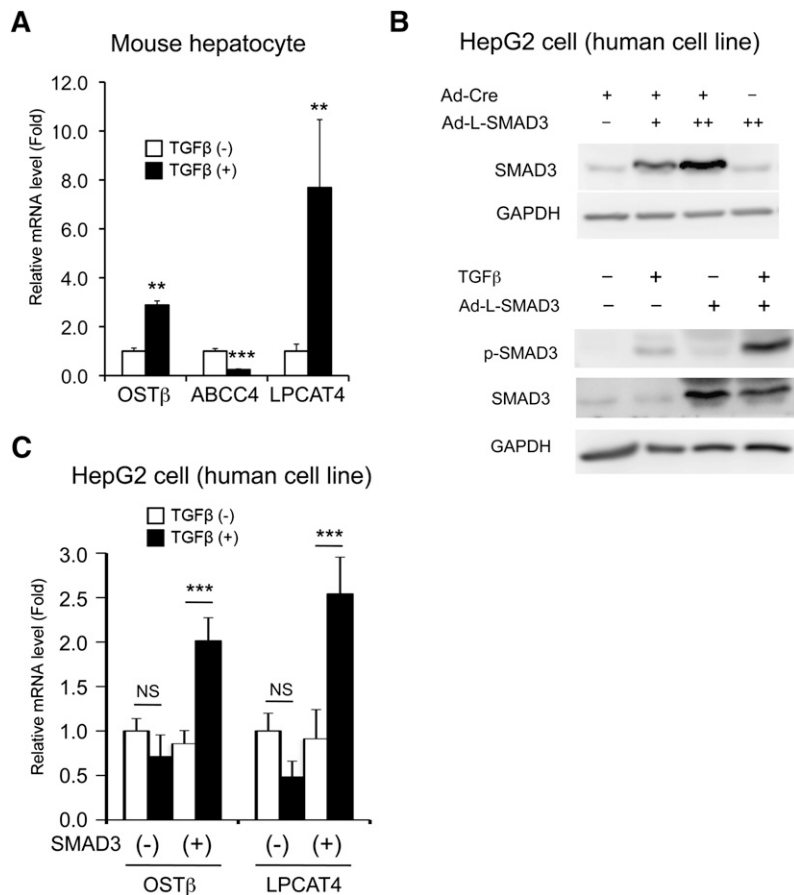 A
Mouse hepatocyte
Relative mRNA level (Fold)
12.0
10.0
8.0
6.0
4.0
2.0
0.0
TGFβ (-)
TGFβ (+)
**
***
**
OSTβ ABCC4 LPCAT4
B
HepG2 cell (human cell line)
Ad-Cre + + + −
Ad-L-SMAD3 − + ++ ++
SMAD3
GAPDH
TGFβ − + − +
Ad-L-SMAD3 − − + +
p-SMAD3
SMAD3
GAPDH
C
HepG2 cell (human cell line)
TGFβ (-)
TGFβ (+)
Relative mRNA level (Fold)
3.0
2.5
2.0
1.5
1.0
0.5
0.0
NS *** NS ***
SMAD3 (-) (+) (-) (+)
OSTβ LPCAT4